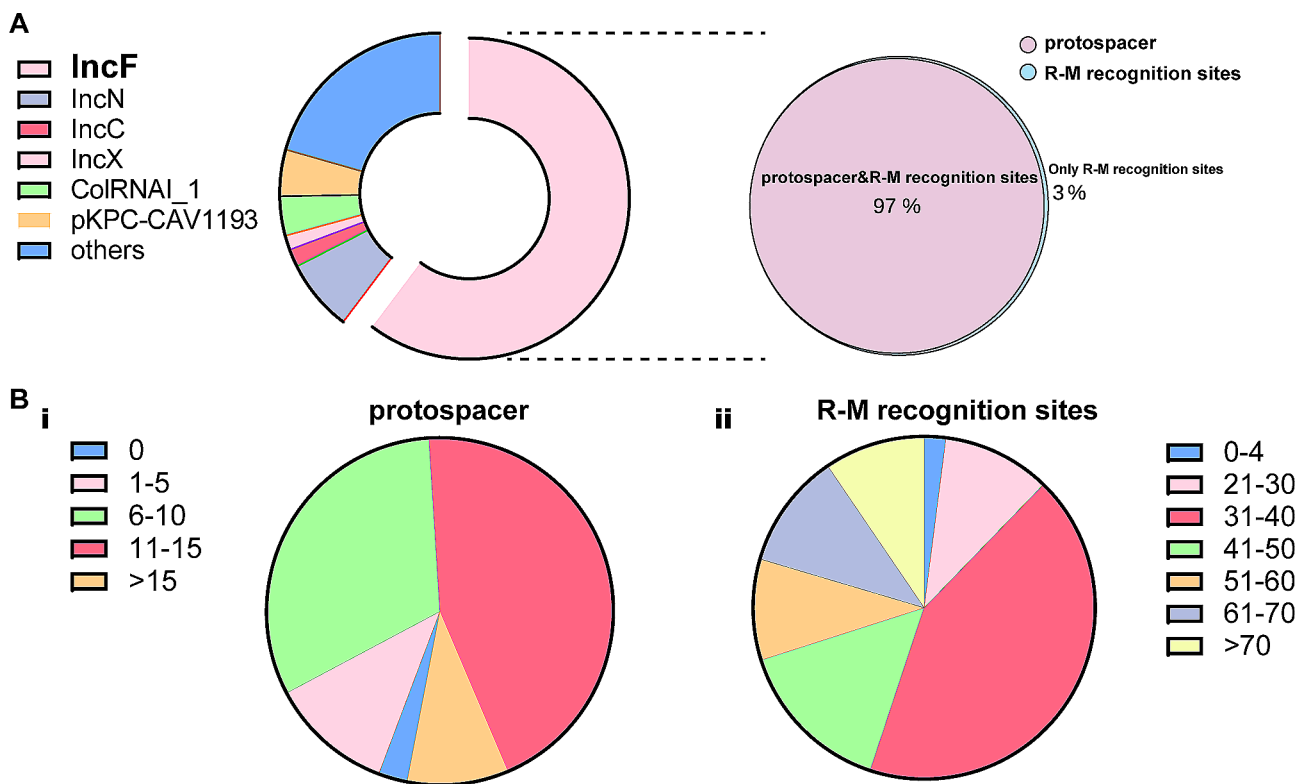 A
IncF
IncN
IncC
IncX
ColRNAI_1
pKPC-CAV1193
others
protospacer
R-M recognition sites
protospacer&R-M recognition sites
97 %
Only R-M recognition sites
3 %
B
i
protospacer
0
1-5
6-10
11-15
>15
ii
R-M recognition sites
0-4
21-30
31-40
41-50
51-60
61-70
>70